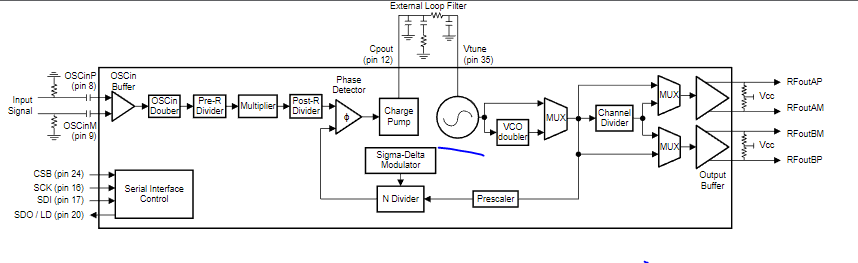 External Loop Filter
Cpout
(pin 12)
Vtune
(pin 35)
OSCinP
(pin 8)
OSCin
Buffer
Input
Signal
OSCinM
(pin 9)
OSCin
Douber
Pre-R
Divider
Multiplier
Post-R
Divider
Phase
Detector
ϕ
Charge
Pump
VCO
doubler
MUX
Channel
Divider
MUX
MUX
Vcc
Vcc
RFoutAP
RFoutAM
RFoutBM
RFoutBP
Output
Buffer
Sigma-Delta
Modulator
N Divider
Prescaler
CSB (pin 24)
SCK (pin 16)
SDI (pin 17)
SDO / LD (pin 20)
Serial Interface
Control